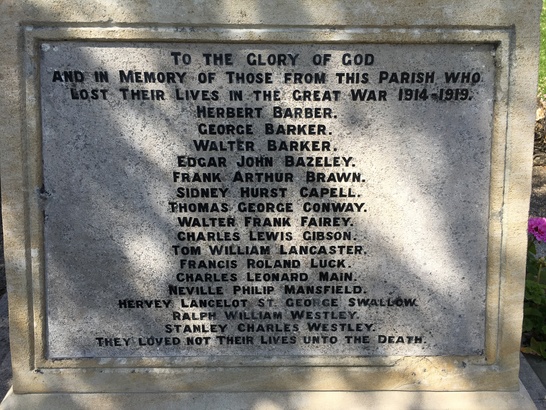 To the Glory of God
and in Memory of Those from this Parish who
lost Their Lives in the Great War 1914-1919.
Herbert Barber.
George Barker.
Walter Barker.
Edgar John Bazeley.
Frank Arthur Brawn.
Sidney Hurst Capell.
Thomas George Conway.
Walter Frank Fairey.
Charles Lewis Gibson.
Tom William Lancaster.
Francis Roland Luck.
Charles Leonard Main.
Neville Philip Mansfield.
Hervey Lancelot St. George Swallow.
Ralph William Westley.
Stanley Charles Westley.
They Loved not Their Lives unto the Death.